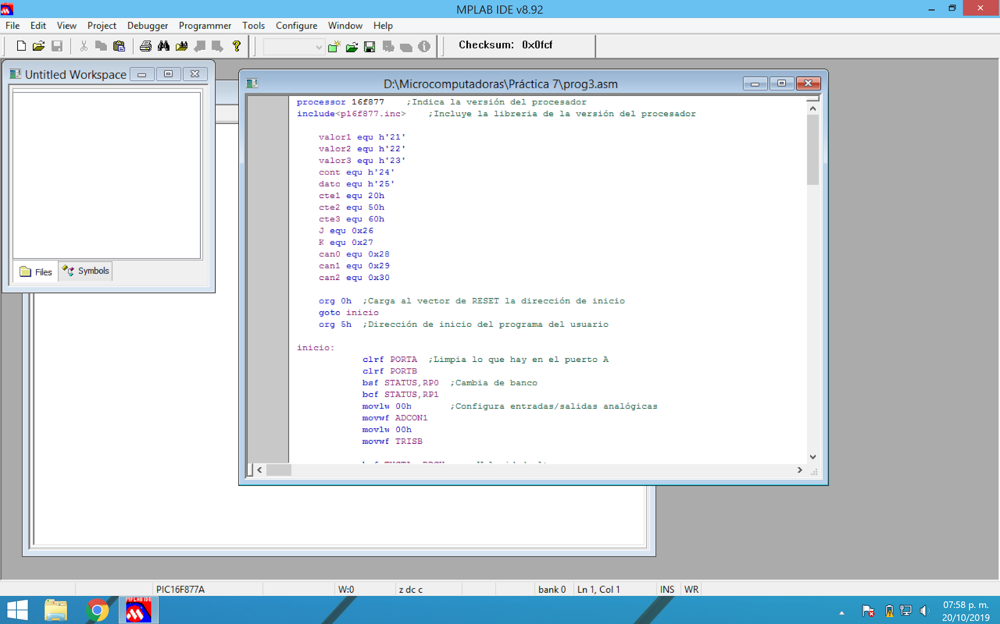 MPLAB IDE v8.92
File Edit View Project Debugger Programmer Tools Configure Window Help
Checksum: 0x0fcf
Untitled Workspace
Files Symbols
D:\Microcomputadoras\Práctica 7\prog3.asm
processor 16f877 ;Indica la versión del procesador
include<p16f877.inc> ;Incluye la libreria de la versión del procesador
valor1 equ h'21'
valor2 equ h'22'
valor3 equ h'23'
cont equ h'24'
dato equ h'25'
cte1 equ 20h
cte2 equ 50h
cte3 equ 60h
J equ 0x26
K equ 0x27
can0 equ 0x28
can1 equ 0x29
can2 equ 0x30
org 0h ;Carga al vector de RESET la dirección de inicio
goto inicio
org 5h ;Dirección de inicio del programa del usuario
inicio:
clrf PORTA ;Limpia lo que hay en el puerto A
clrf PORTB
bsf STATUS,RP0 ;Cambia de banco
bcf STATUS,RP1
movlw 00h ;Configura entradas/salidas analógicas
movwf ADCON1
movlw 00h
movwf TRISB
PIC16F877A W:0 z dc c bank 0 Ln 1, Col 1 INS WR
MPLAB IDE
07:58 p. m.
20/10/2019